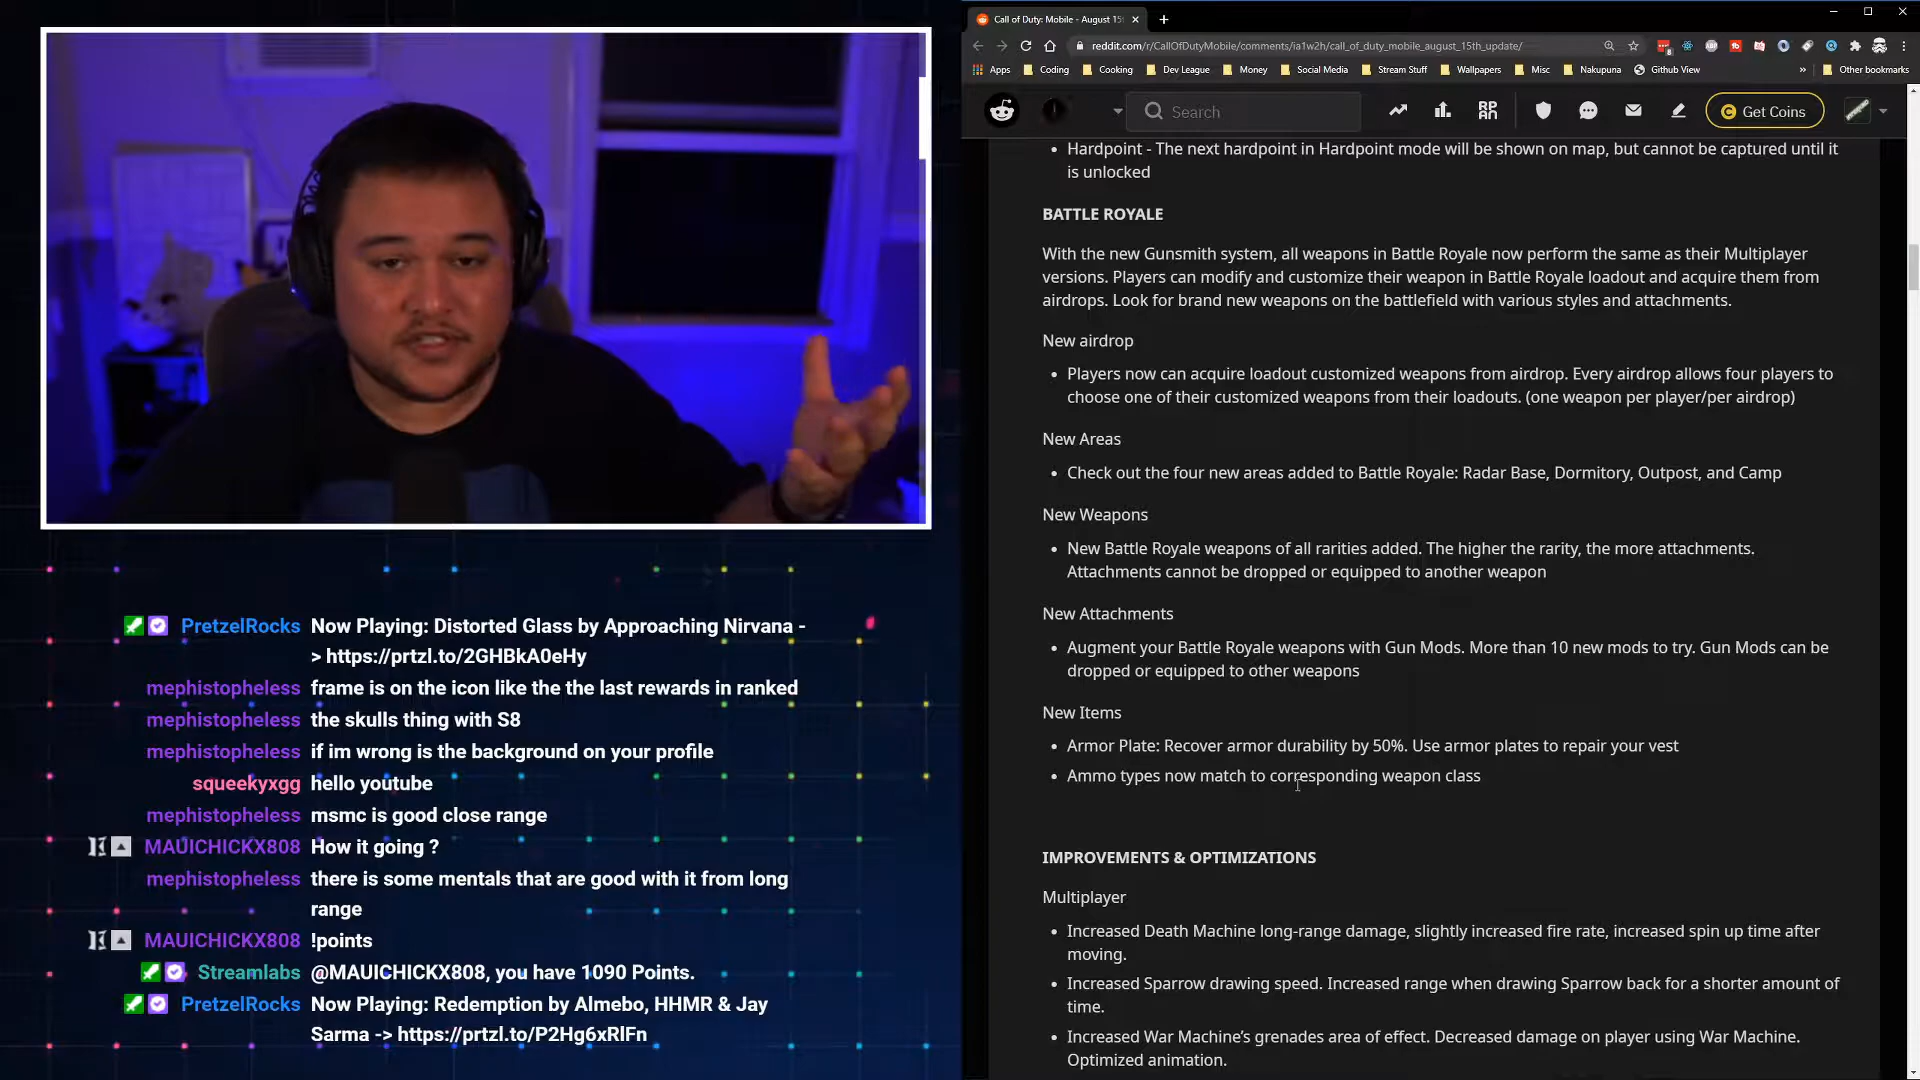 Call of Duty: Mobile - August 15
reddit.com/r/CallOfDutyMobile/comments/ia1w2h/call_of_duty_mobile_august_15th_update/
Apps Coding Cooking Dev League Money Social Media Stream Stuff Wallpapers Misc Nakupuna Github View » Other bookmarks
Search Get Coins
• Hardpoint - The next hardpoint in Hardpoint mode will be shown on map, but cannot be captured until it
is unlocked
BATTLE ROYALE
With the new Gunsmith system, all weapons in Battle Royale now perform the same as their Multiplayer
versions. Players can modify and customize their weapon in Battle Royale loadout and acquire them from
airdrops. Look for brand new weapons on the battlefield with various styles and attachments.
New airdrop
• Players now can acquire loadout customized weapons from airdrop. Every airdrop allows four players to
choose one of their customized weapons from their loadouts. (one weapon per player/per airdrop)
New Areas
• Check out the four new areas added to Battle Royale: Radar Base, Dormitory, Outpost, and Camp
New Weapons
• New Battle Royale weapons of all rarities added. The higher the rarity, the more attachments.
Attachments cannot be dropped or equipped to another weapon
New Attachments
• Augment your Battle Royale weapons with Gun Mods. More than 10 new mods to try. Gun Mods can be
dropped or equipped to other weapons
New Items
• Armor Plate: Recover armor durability by 50%. Use armor plates to repair your vest
• Ammo types now match to corresponding weapon class
IMPROVEMENTS & OPTIMIZATIONS
Multiplayer
• Increased Death Machine long-range damage, slightly increased fire rate, increased spin up time after
moving.
• Increased Sparrow drawing speed. Increased range when drawing Sparrow back for a shorter amount of
time.
• Increased War Machine's grenades area of effect. Decreased damage on player using War Machine.
Optimized animation.
PretzelRocks Now Playing: Distorted Glass by Approaching Nirvana -
> https://prtzl.to/2GHBkA0eHy
mephistopheless frame is on the icon like the the last rewards in ranked
mephistopheless the skulls thing with S8
mephistopheless if im wrong is the background on your profile
squeekyxgg hello youtube
mephistopheless msmc is good close range
MAUICHICKX808 How it going ?
mephistopheless there is some mentals that are good with it from long
range
MAUICHICKX808 !points
Streamlabs @MAUICHICKX808, you have 1090 Points.
PretzelRocks Now Playing: Redemption by Almebo, HHMR & Jay
Sarma -> https://prtzl.to/P2Hg6xRlFn